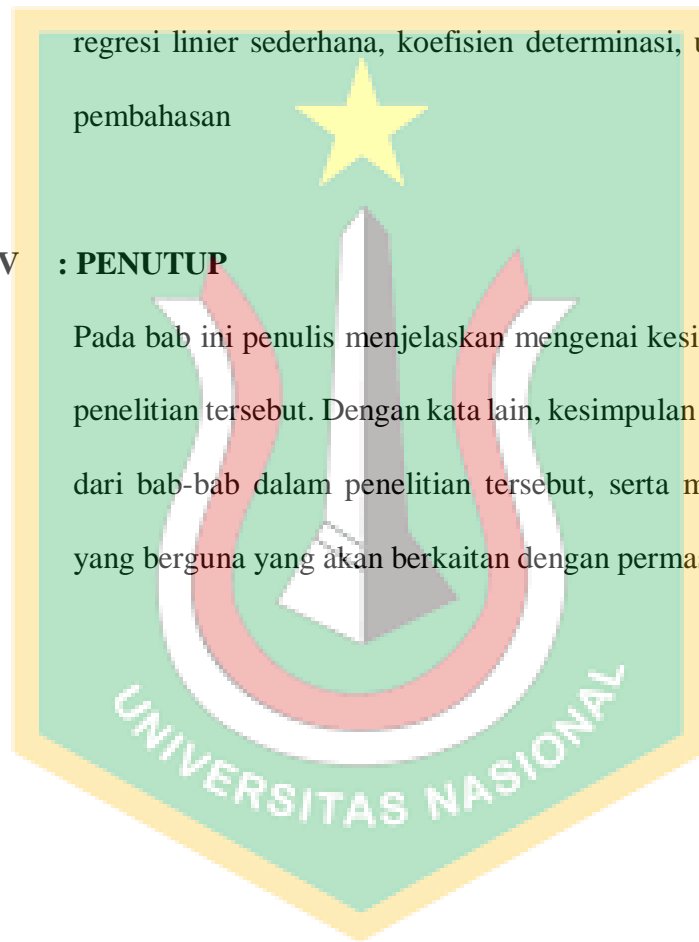 regresi linier sederhana, koefisien determinasi,
pembahasan
V : PENUTUP
Pada bab ini penulis menjelaskan mengenai
penelitian tersebut. Dengan kata lain, kesimpulan
dari bab-bab dalam penelitian tersebut, serta
yang berguna yang akan berkaitan dengan
UNIVERSITAS NASIONAL